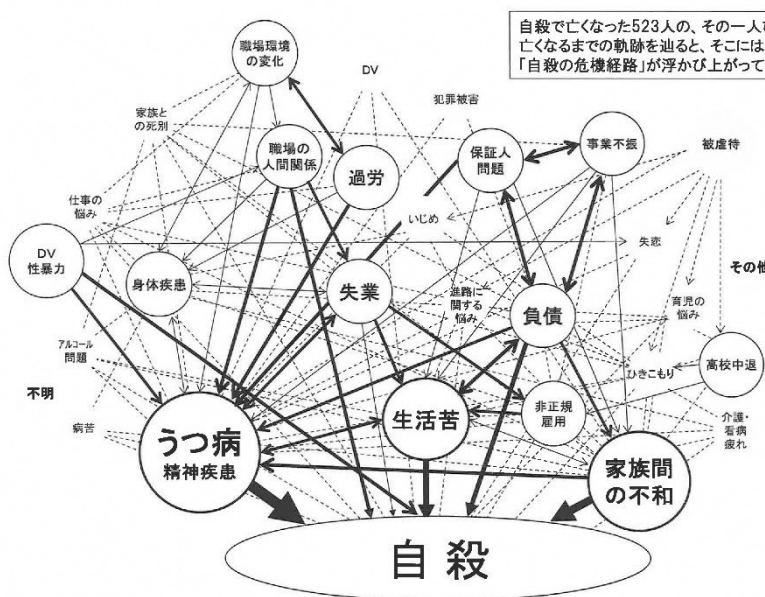 自殺で亡くなった523人の、その一人
亡くなるまでの軌跡を辿ると、そこには
「自殺の危機経路」が浮かび上がって
職場環境
の変化
DV
家族と
の死別
犯罪被害
職場の
人間関係
過労
保証人
問題
事業不振
被虐待
仕事の
悩み
いじめ
失恋
DV
性暴力
身体疾患
失業
進路に
関する
悩み
負債
育児の
悩み
その他
アルコール
問題
ひきこもり
高校中退
不明
病苦
うつ病
精神疾患
生活苦
非正規
雇用
介護・
看病
疲れ
家族間
の不和
自殺